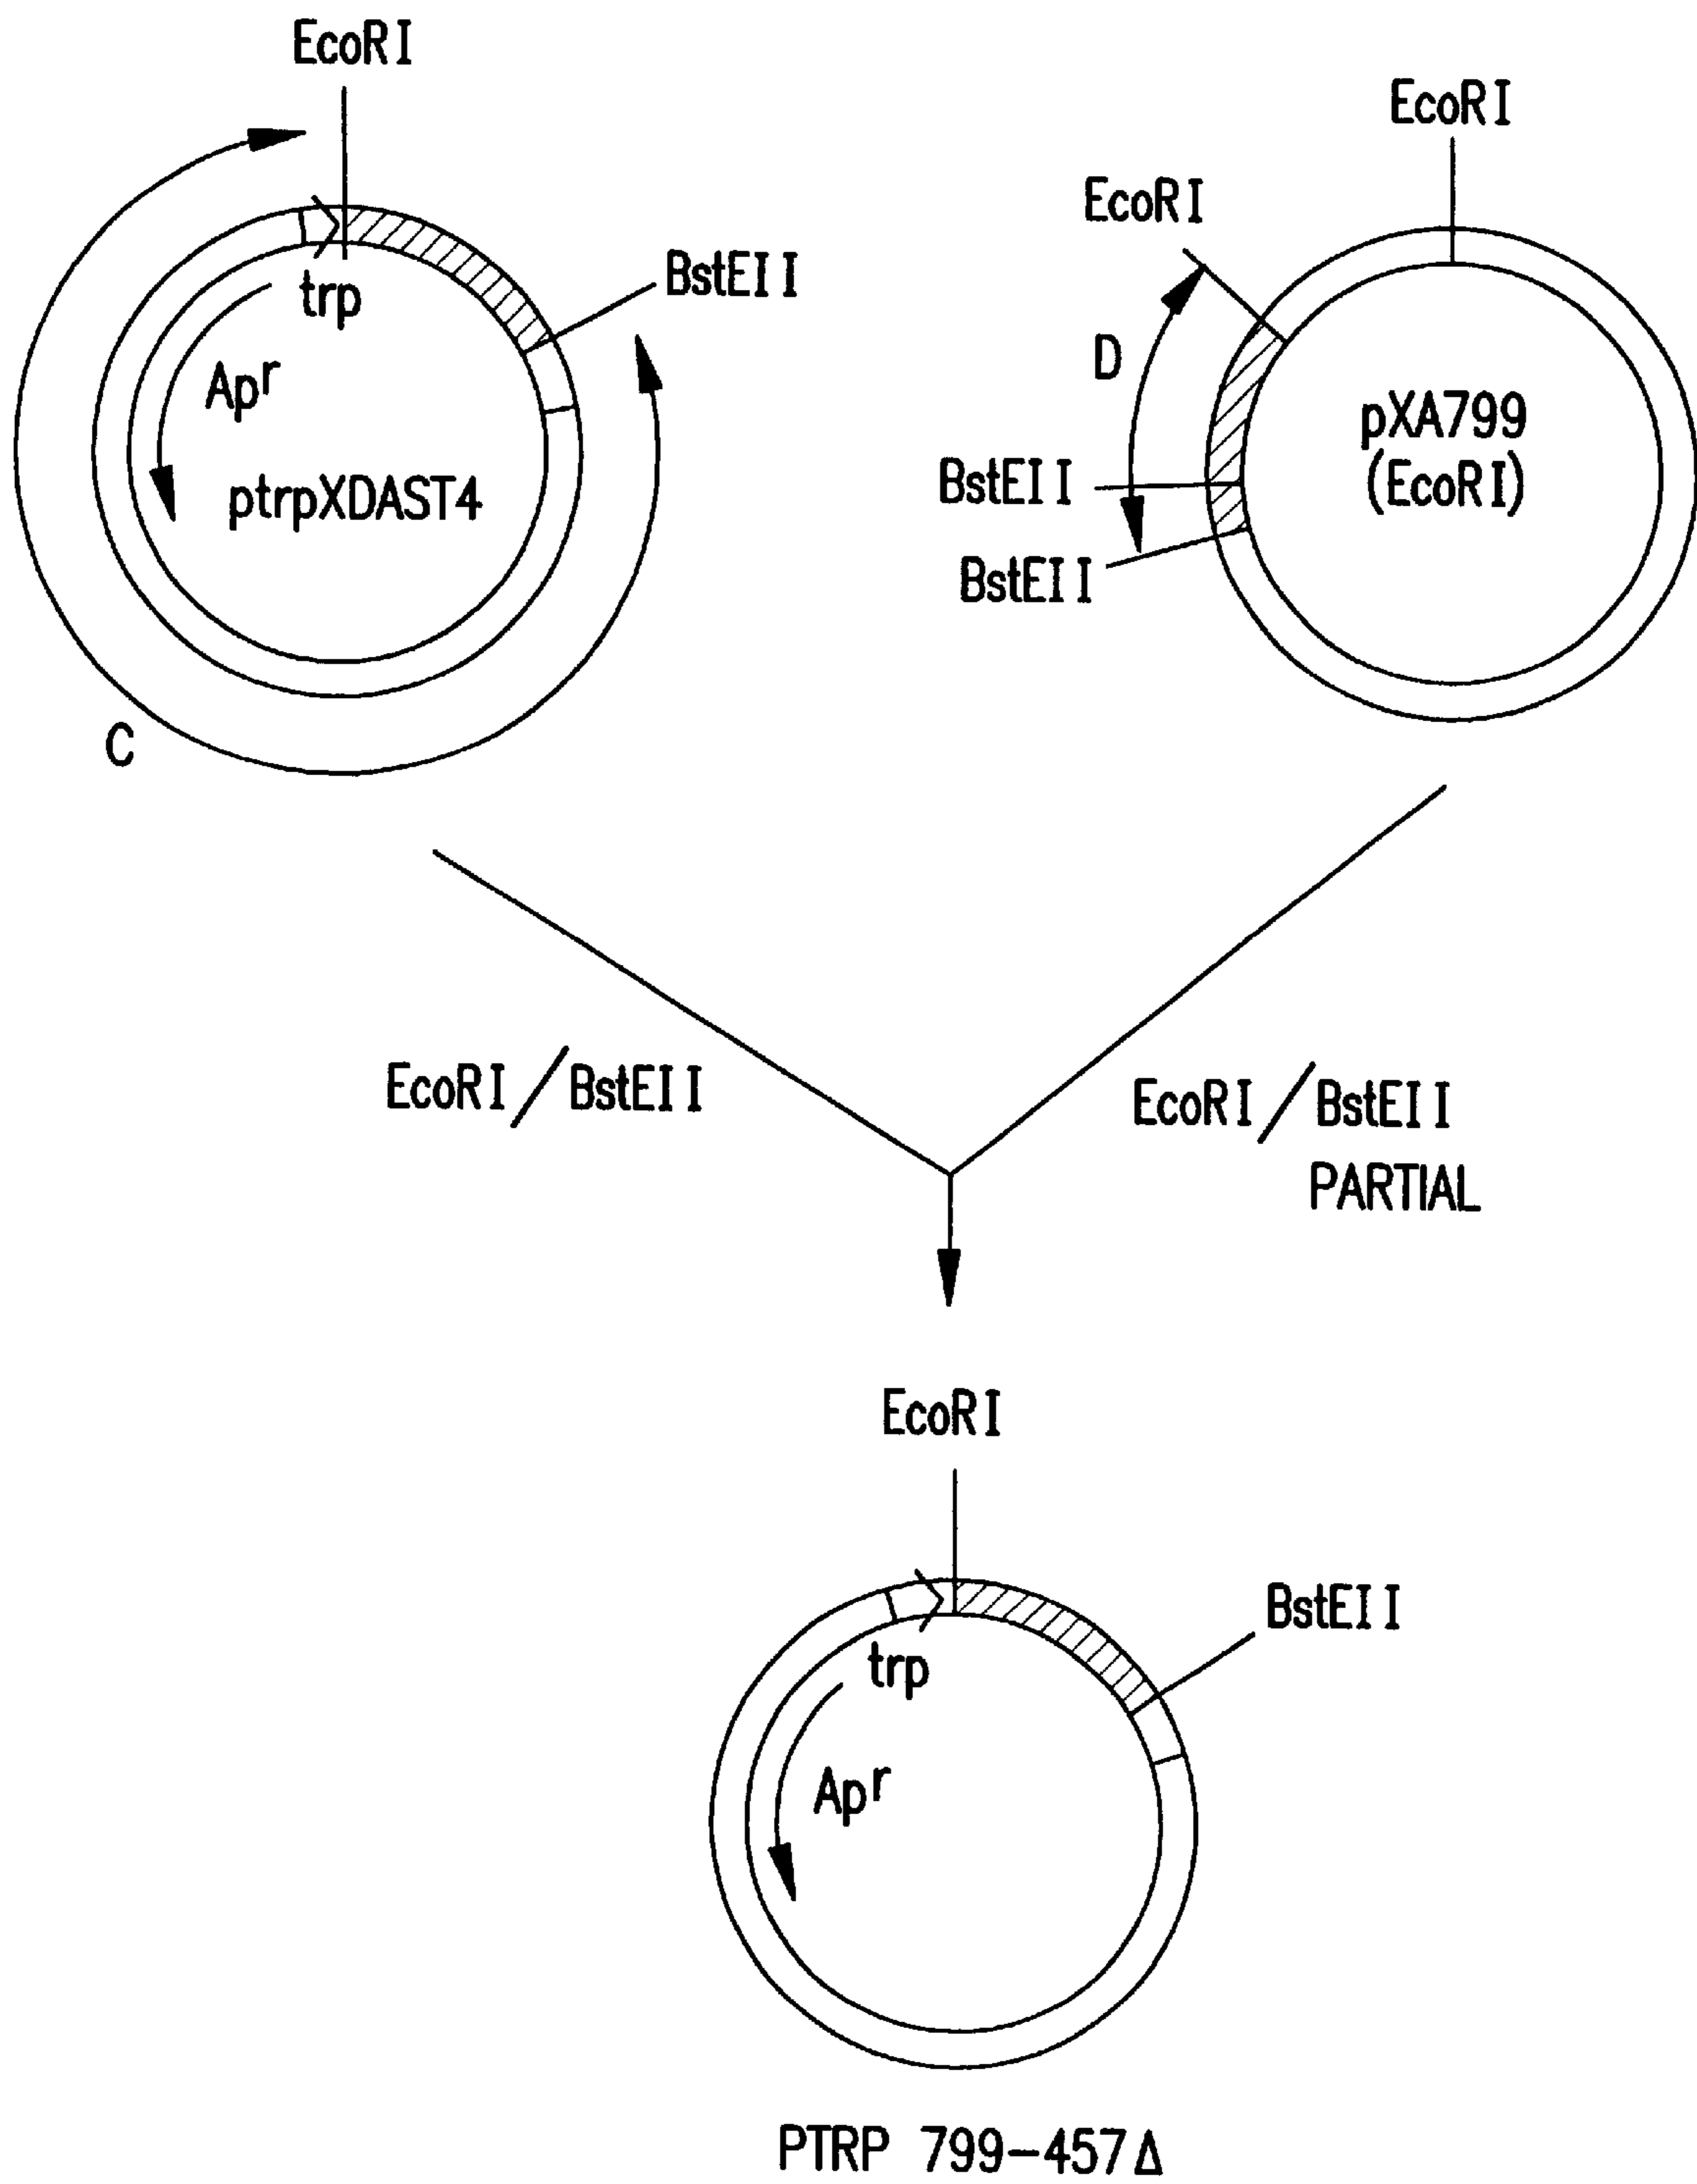 EcoRI
EcoRI
EcoRI
BstEII
trp
D
Apr
pXA799
(EcoRI)
BstEII
ptrpXDAST4
BstEII
C
EcoRI/BstEII
EcoRI/BstEII
PARTIAL
EcoRI
BstEII
trp
Apr
PTRP 799-457Δ